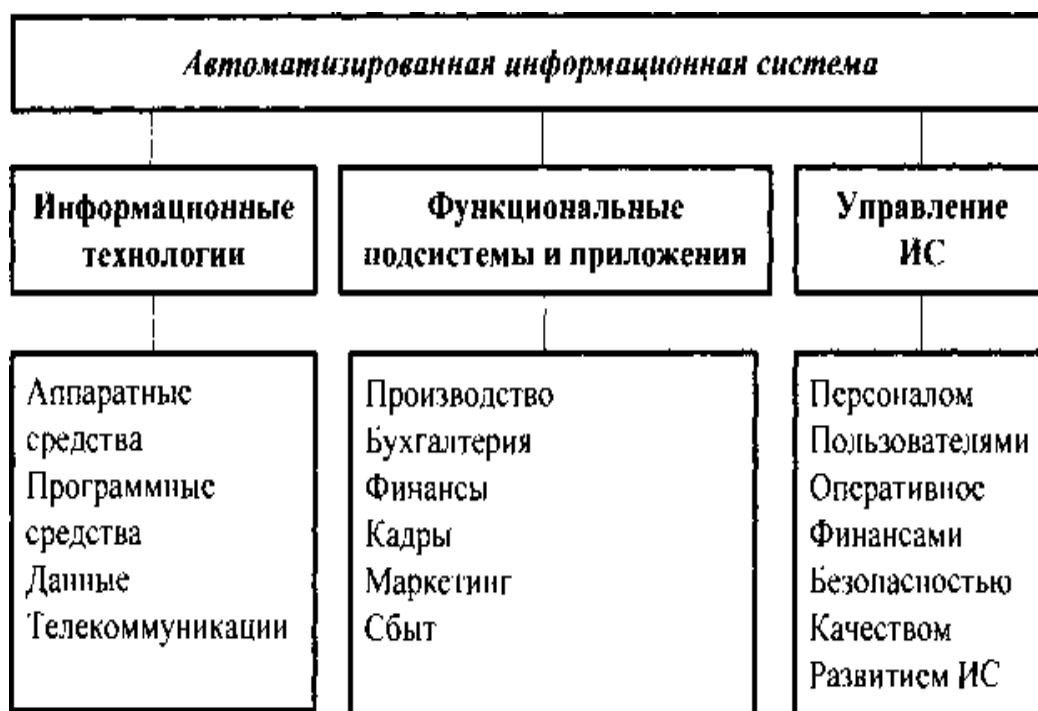 Автоматизированная информационная система
Информационные
технологии
Функциональные
подсистемы и приложения
Управление
ИС
Аппаратные
средства
Программные
средства
Данные
Телекоммуникации
Производство
Бухгалтерия
Финансы
Кадры
Маркетинг
Сбыт
Персоналом
Пользователями
Оперативное
Финансами
Безопасностью
Качеством
Развитием ИС